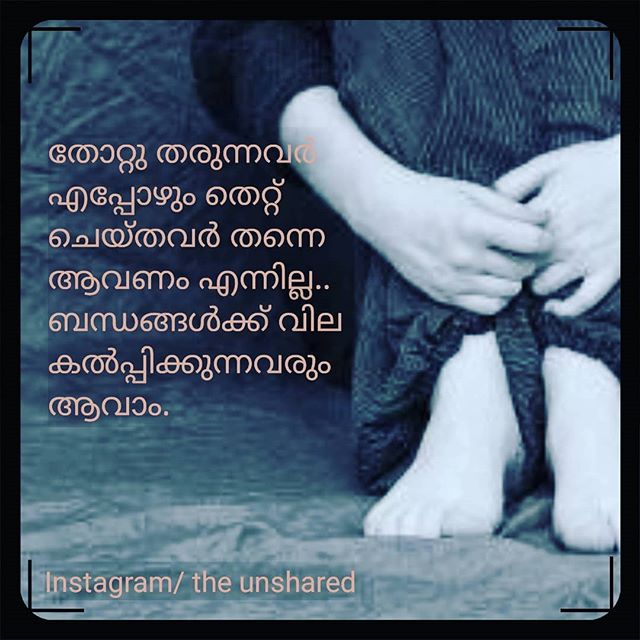 തോറ്റു തരുന്നവർ
എപ്പോഴും തെറ്റ്
ചെയ്തവർ തന്നെ
ആവണം എന്നില്ല..
ബന്ധങ്ങൾക്ക് വില
കൽപ്പിക്കുന്നവരും
ആവാം.
Instagram/ the unshared